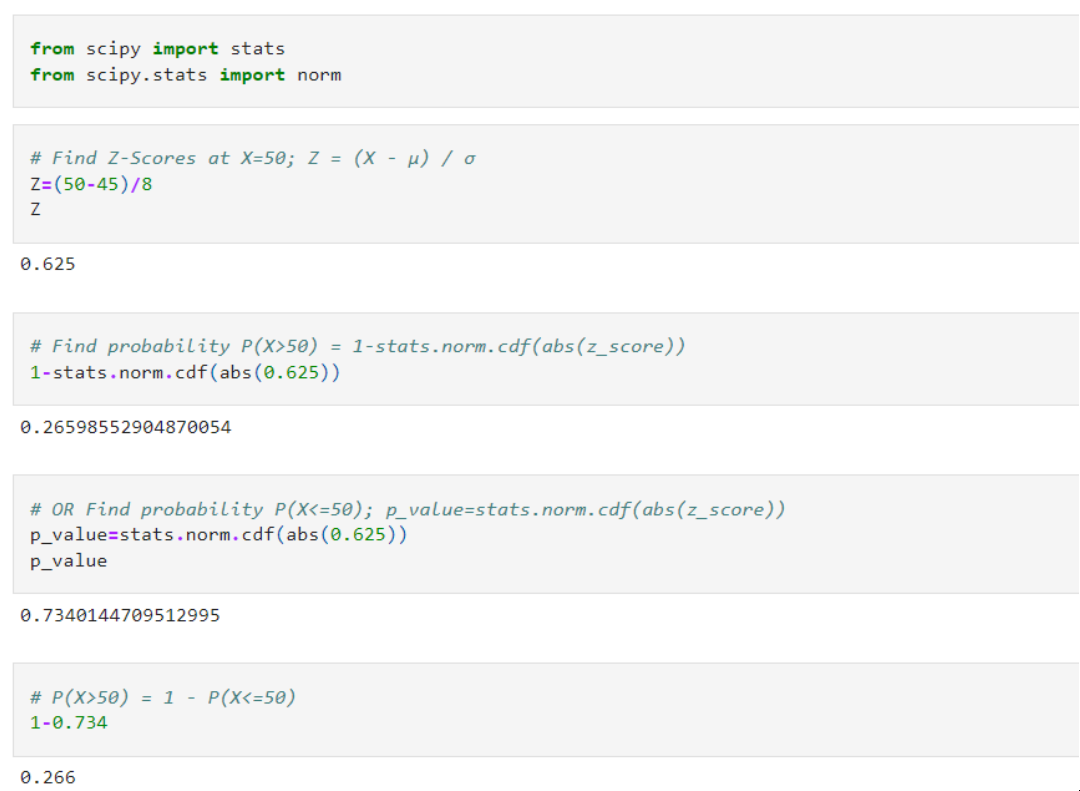 from scipy import stats
from scipy.stats import norm
# Find Z-Scores at X=50; Z = (X - μ) / σ
Z=(50-45)/8
Z
0.625
# Find probability P(X>50) = 1-stats.norm.cdf(abs(z_score))
1-stats.norm.cdf(abs(0.625))
0.26598552904870054
# OR Find probability P(X<=50); p_value=stats.norm.cdf(abs(z_score))
p_value=stats.norm.cdf(abs(0.625))
p_value
0.7340144709512995
# P(X>50) = 1 - P(X<=50)
1-0.734
0.266